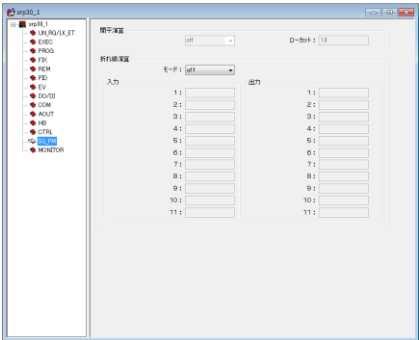 srp30_1
srp30_1
UN_RG/LK_ET
EXEC
PROG
FIX
REM
PID
EV
DO/DI
COM
AOUT
HB
CTRL
SQ_PM
MONITOR
開平演算
off
ローカット: 1.0
折れ線演算
モード: off
入力
出力
1:
1:
2:
2:
3:
3:
4:
4:
5:
5:
6:
6:
7:
7:
8:
8:
9:
9:
10:
10:
11:
11: